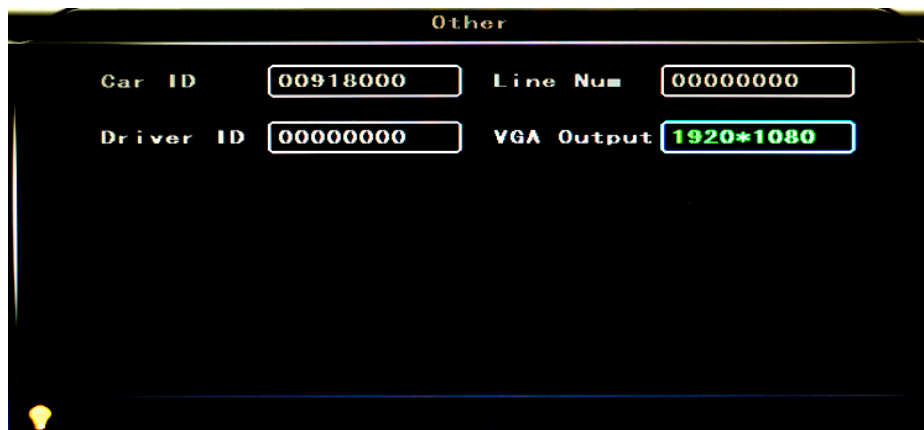 Other
Car ID 00918000 Line Num 00000000
Driver ID 00000000 VGA Output 1920*1080